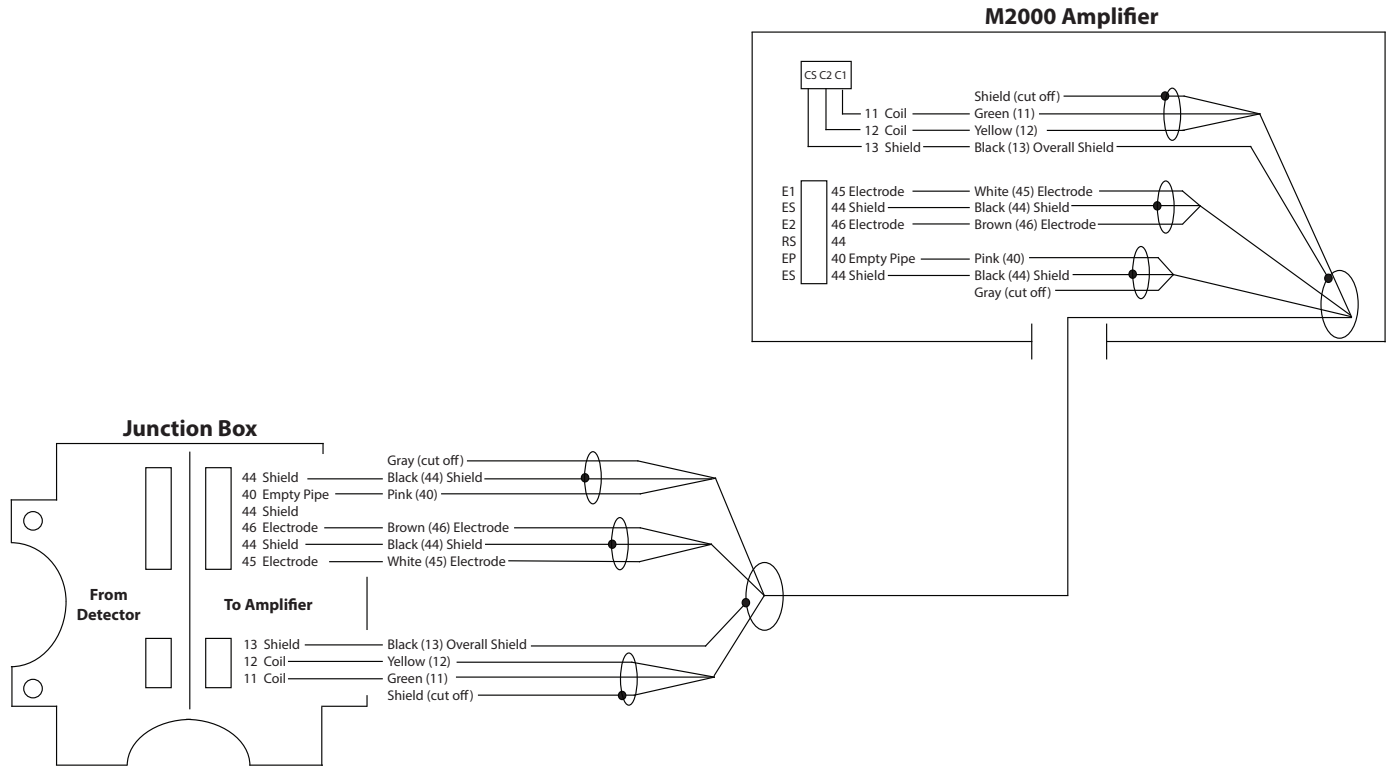 M2000 Amplifier
CS C2 C1
Shield (cut off)
11 Coil Green (11)
12 Coil Yellow (12)
13 Shield Black (13) Overall Shield
E1 45 Electrode White (45) Electrode
ES 44 Shield Black (44) Shield
E2 46 Electrode Brown (46) Electrode
RS 44
EP 40 Empty Pipe Pink (40)
ES 44 Shield Black (44) Shield
Gray (cut off)
Junction Box
Gray (cut off)
44 Shield Black (44) Shield
40 Empty Pipe Pink (40)
44 Shield
46 Electrode Brown (46) Electrode
44 Shield Black (44) Shield
45 Electrode White (45) Electrode
From
Detector
To Amplifier
13 Shield Black (13) Overall Shield
12 Coil Yellow (12)
11 Coil Green (11)
Shield (cut off)